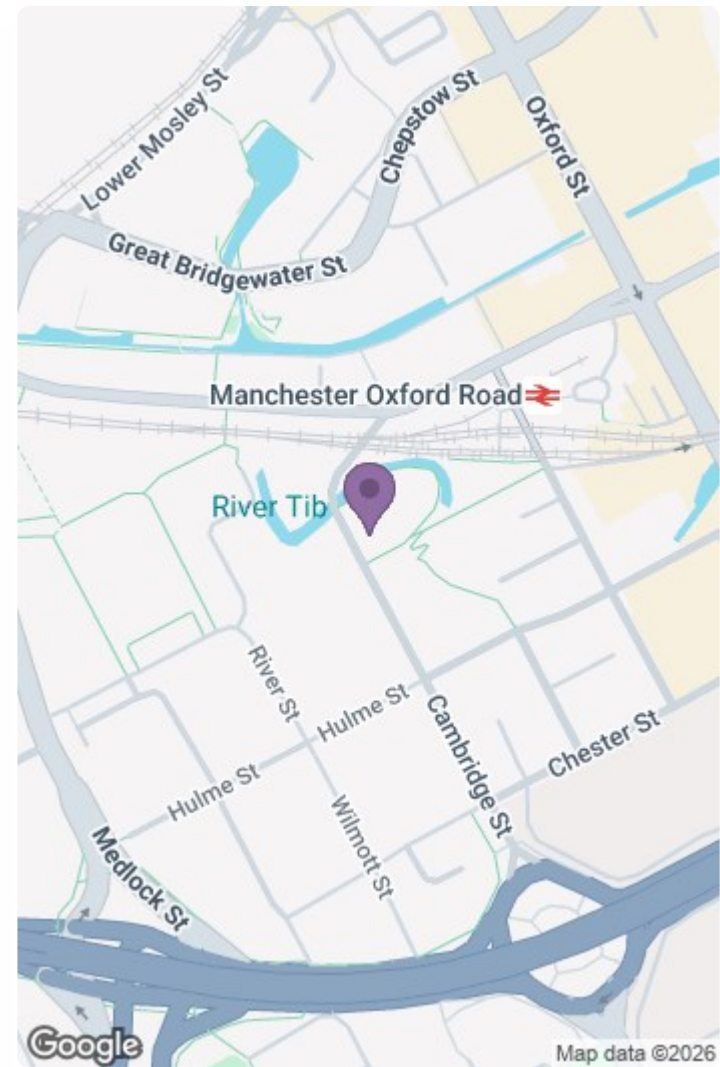 Lower Mosley St
Chepstow St
Oxford St
Great Bridgewater St
Manchester Oxford Road
River Tib
River St
Hulme St
Cambridge St
Chester St
Hulme St
Wilmott St
Medlock St
Google
Map data ©2026